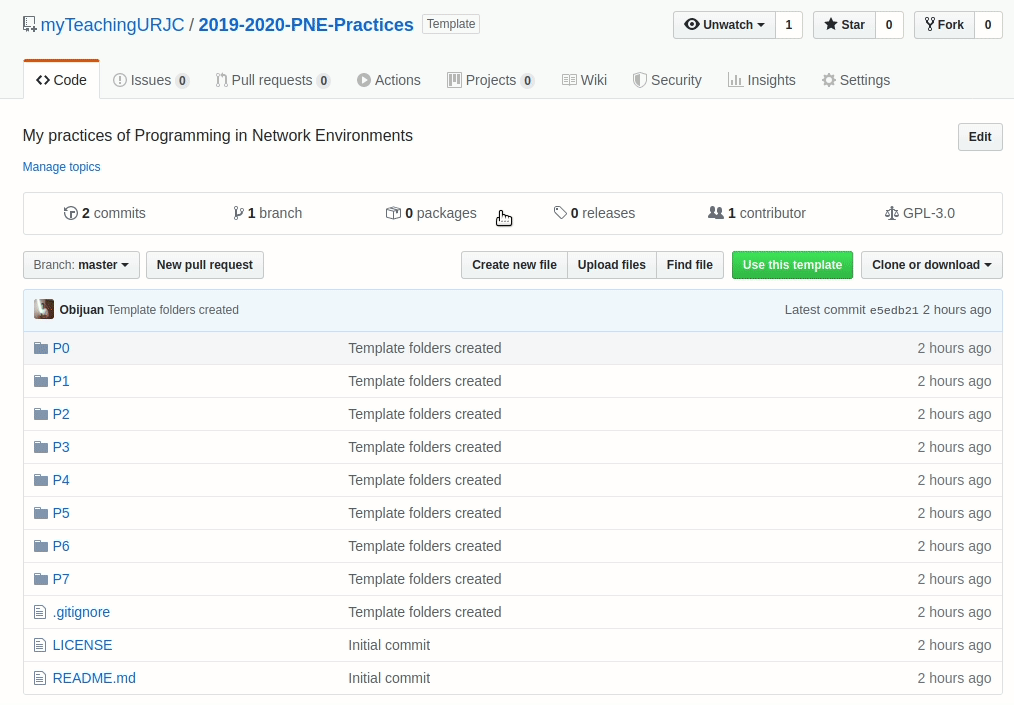 myTeachingURJC / 2019-2020-PNE-Practices Template Unwatch 1 Star 0 Fork 0
Code Issues 0 Pull requests 0 Actions Projects 0 Wiki Security Insights Settings
My practices of Programming in Network Environments Edit
Manage topics
2 commits 1 branch 0 packages 0 releases 1 contributor GPL-3.0
Branch: master New pull request Create new file Upload files Find file Use this template Clone or download
Obijuan Template folders created Latest commit e5edb21 2 hours ago
P0 Template folders created 2 hours ago
P1 Template folders created 2 hours ago
P2 Template folders created 2 hours ago
P3 Template folders created 2 hours ago
P4 Template folders created 2 hours ago
P5 Template folders created 2 hours ago
P6 Template folders created 2 hours ago
P7 Template folders created 2 hours ago
.gitignore Template folders created 2 hours ago
LICENSE Initial commit 2 hours ago
README.md Initial commit 2 hours ago